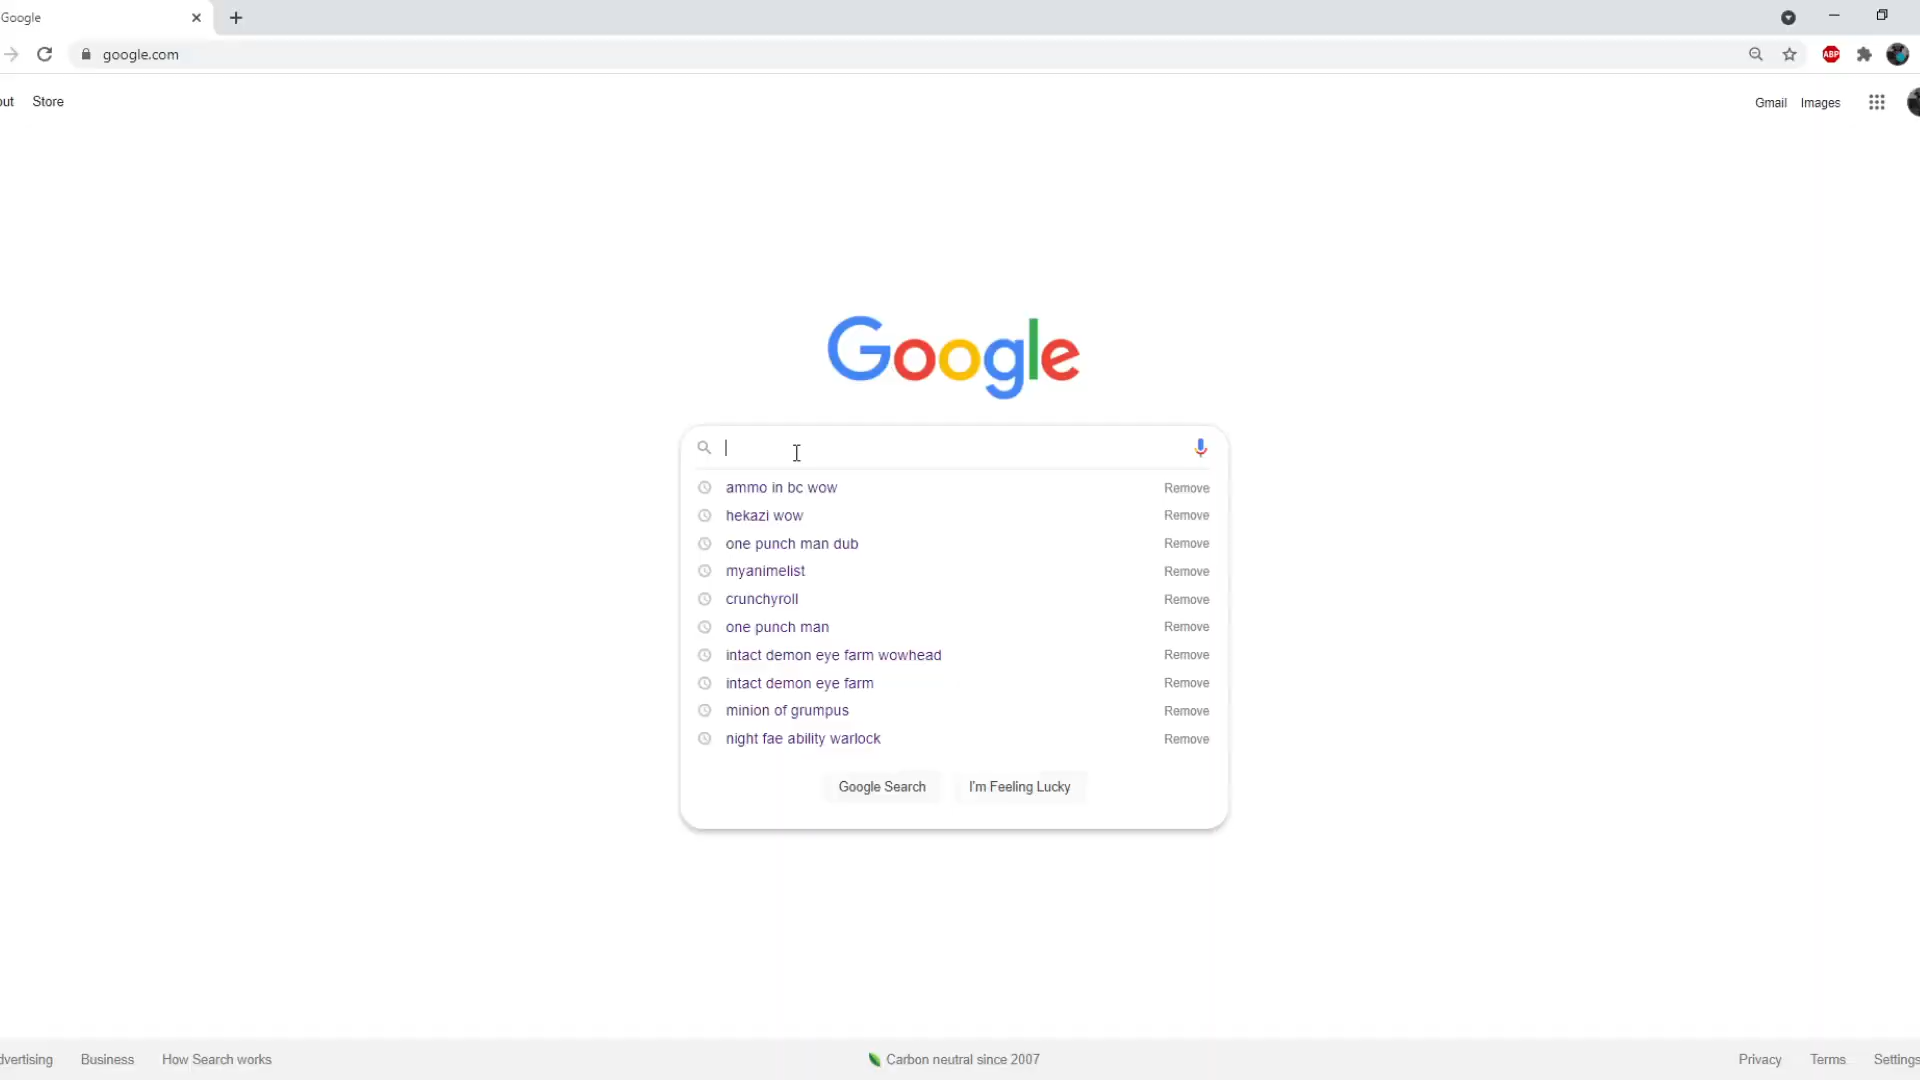 Google
google.com
ABP
out Store
Gmail Images
Google
ammo in bc wow Remove
hekazi wow Remove
one punch man dub Remove
myanimelist Remove
crunchyroll Remove
one punch man Remove
intact demon eye farm wowhead Remove
intact demon eye farm Remove
minion of grumpus Remove
night fae ability warlock Remove
Google Search I'm Feeling Lucky
dvertising Business How Search works Carbon neutral since 2007 Privacy Terms Settings